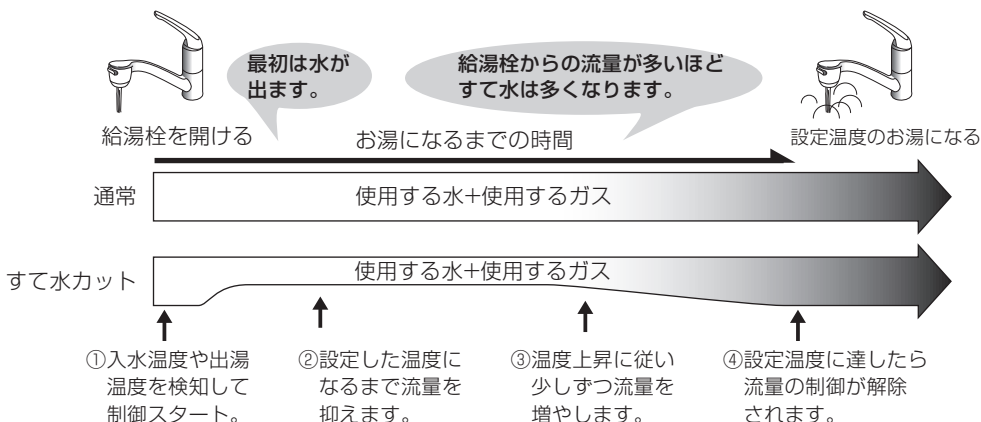 最初は水が
出ます。
給湯栓からの流量が多いほど
すて水は多くなります。
給湯栓を開ける
お湯になるまでの時間
設定温度のお湯になる
通常
使用する水+使用するガス
すて水カット
使用する水+使用するガス
①入水温度や出湯
温度を検知して
制御スタート。
②設定した温度に
なるまで流量を
抑えます。
③温度上昇に従い
少しずつ流量を
増やします。
④設定温度に達したら
流量の制御が解除
されます。